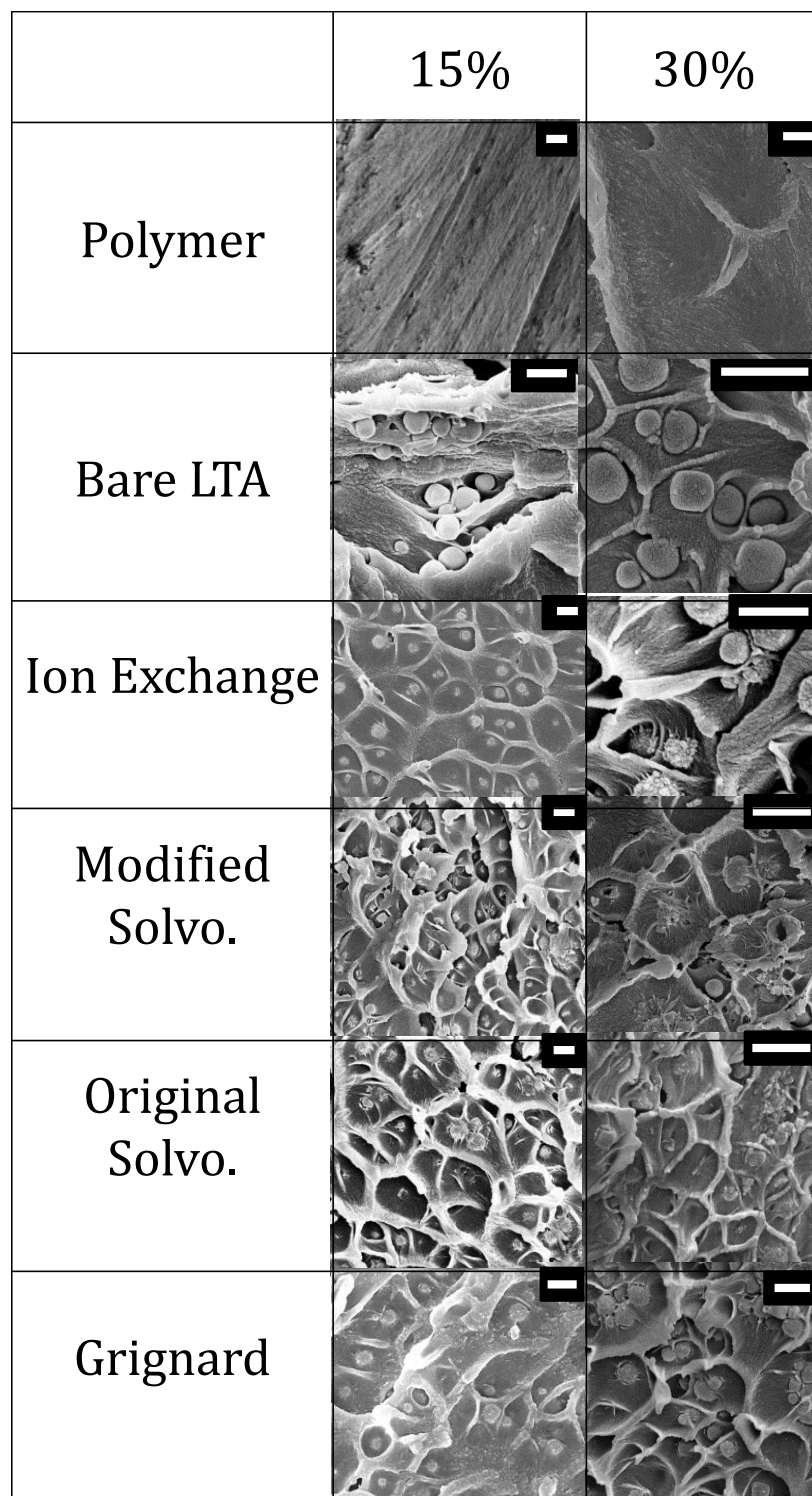 15% 30%
Polymer
Bare LTA
Ion Exchange
Modified
Solvo.
Original
Solvo.
Grignard